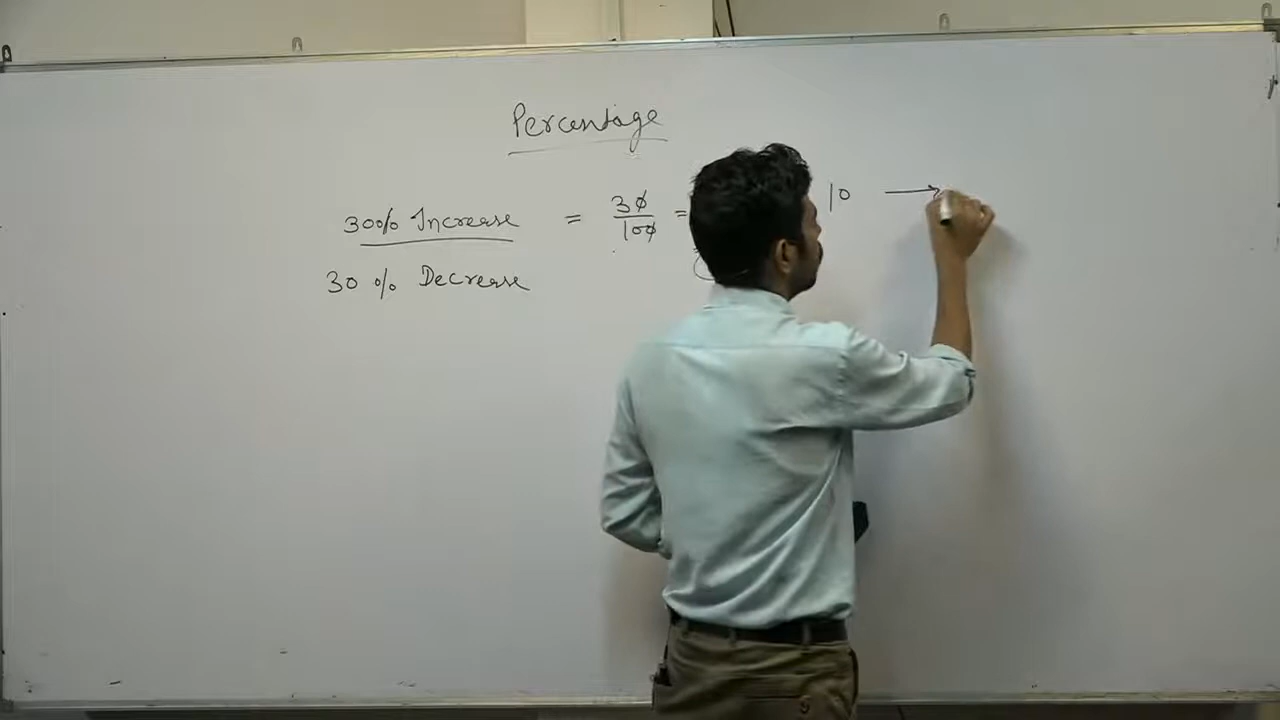 Percentage
30% Increase = 30/100 = 10 →
30 % Decrease